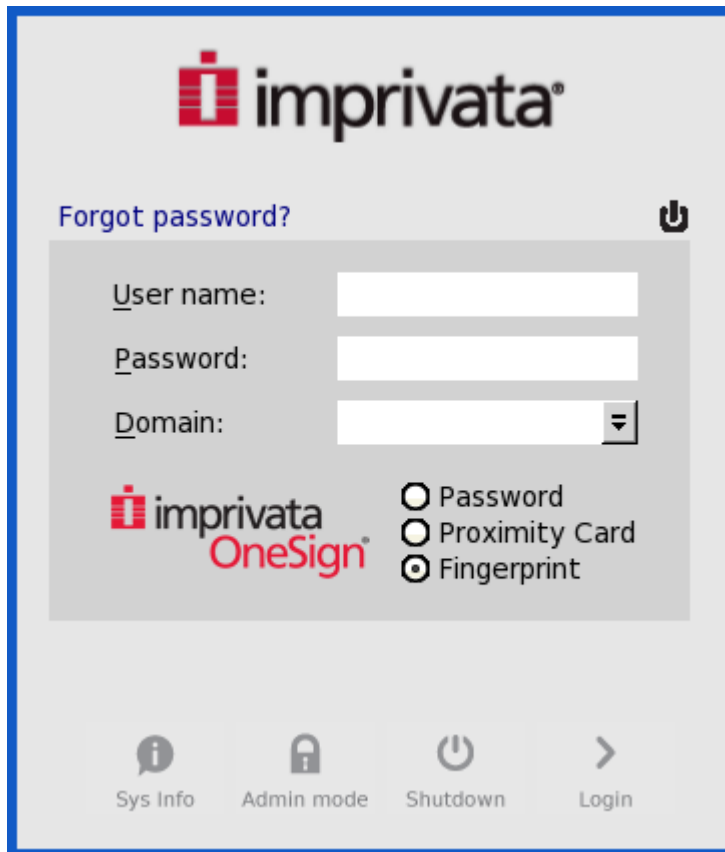 imprivata®
Forgot password?
User name:
Password:
Domain:
imprivata
OneSign®
Password
Proximity Card
Fingerprint
Sys Info Admin mode Shutdown Login